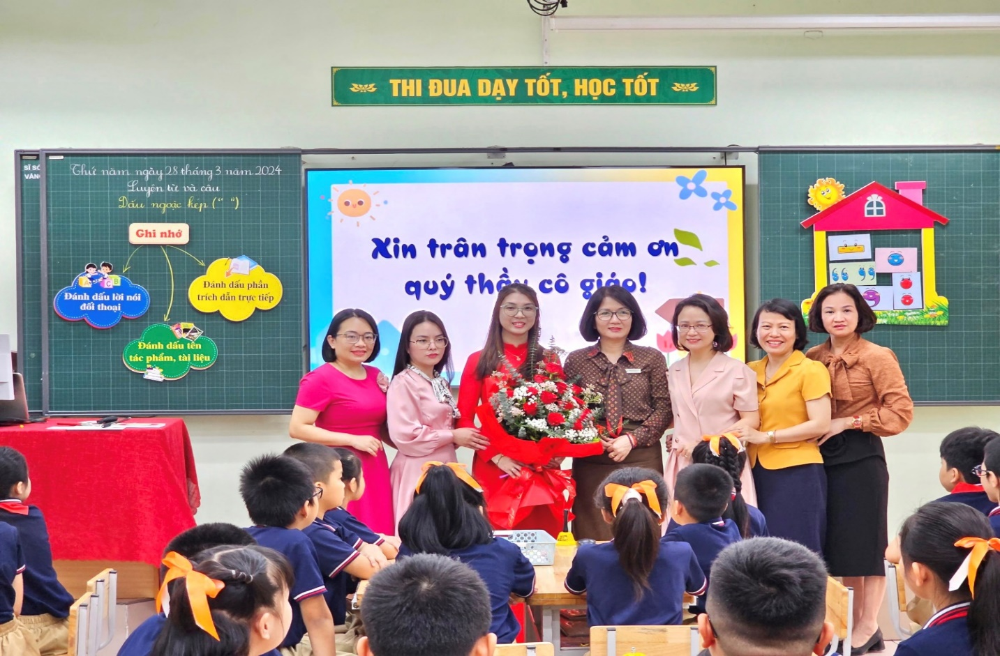 THI ĐUA DẠY TỐT, HỌC TỐT
SĨ SỐ
VẮNG
Thứ năm ngày 28 tháng 3 năm 2024
Luyện từ và câu
Dấu ngoặc kép (“ ”)
Ghi nhớ
Đánh dấu lời nói
đối thoại
Đánh dấu phần
trích dẫn trực tiếp
Đánh dấu tên
tác phẩm, tài liệu
Xin trân trọng cảm ơn
quý thầy cô giáo!